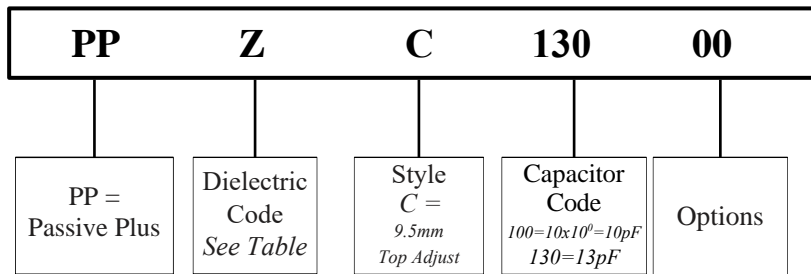 PP Z C 130 00
PP =
Passive Plus
Dielectric
Code
See Table
Style
C =
9.5mm
Top Adjust
Capacitor
Code
100=10x10⁰=10pF
130=13pF
Options